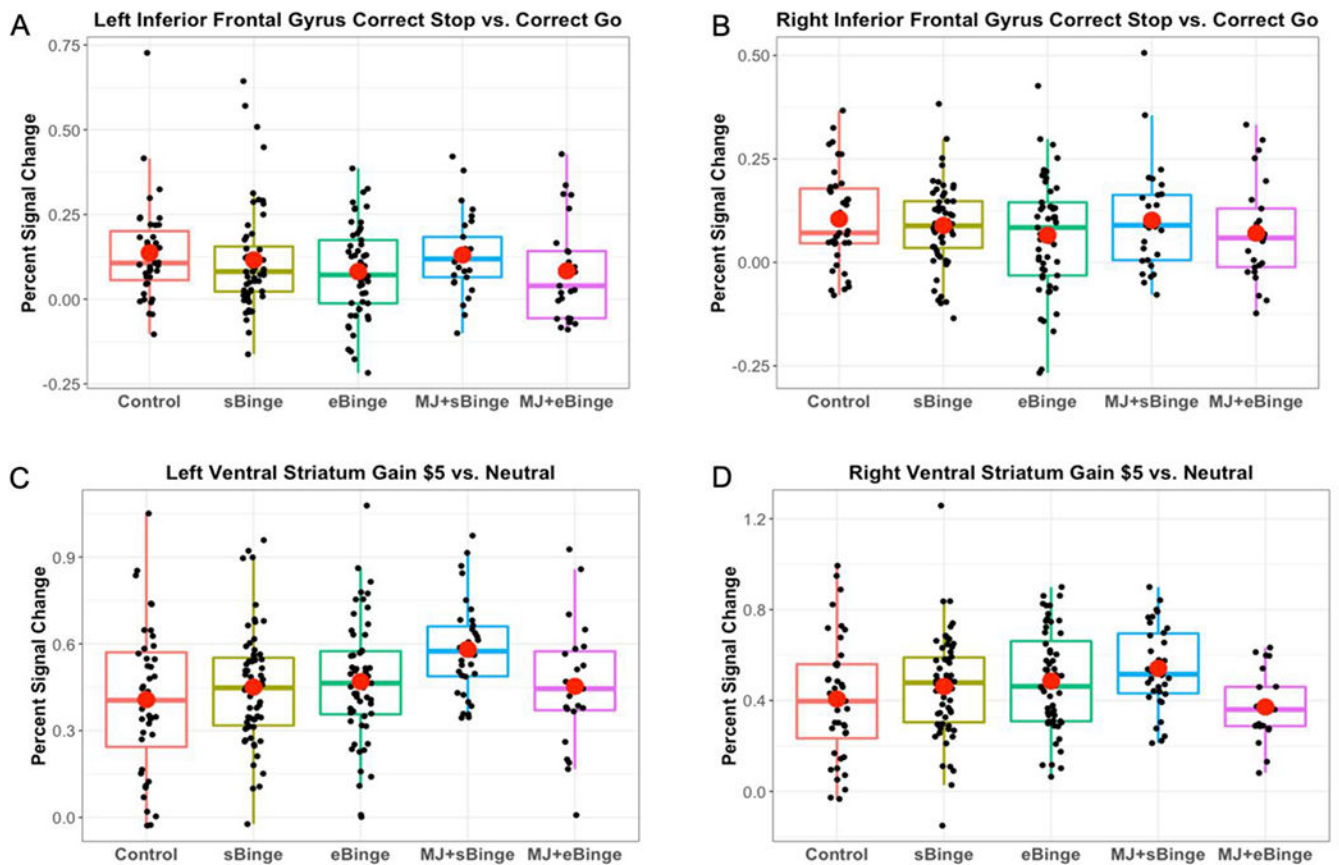 A
Left Inferior Frontal Gyrus Correct Stop vs. Correct Go
Percent Signal Change
0.75
0.50
0.25
0.00
-0.25
Control sBinge eBinge MJ+sBinge MJ+eBinge
B
Right Inferior Frontal Gyrus Correct Stop vs. Correct Go
Percent Signal Change
0.50
0.25
0.00
-0.25
Control sBinge eBinge MJ+sBinge MJ+eBinge
C
Left Ventral Striatum Gain $5 vs. Neutral
Percent Signal Change
0.9
0.6
0.3
0.0
Control sBinge eBinge MJ+sBinge MJ+eBinge
D
Right Ventral Striatum Gain $5 vs. Neutral
Percent Signal Change
1.2
0.8
0.4
0.0
Control sBinge eBinge MJ+sBinge MJ+eBinge